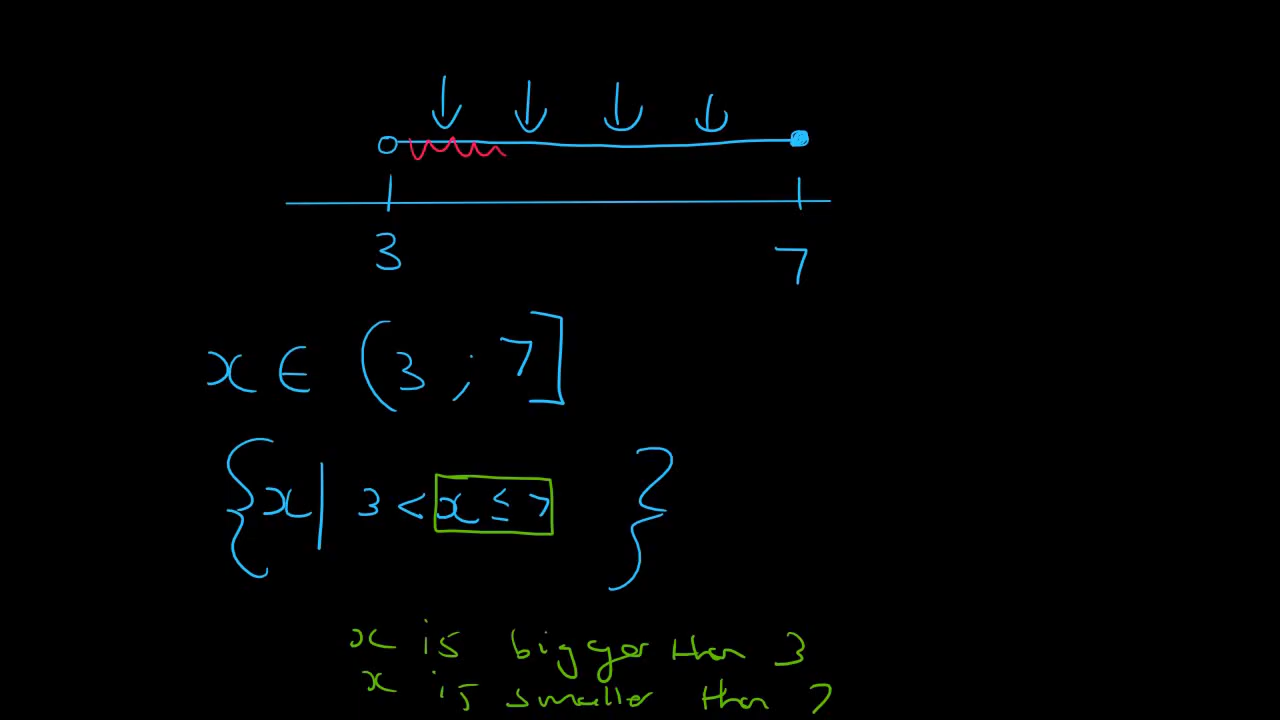 3 7
x ∈ (3 ; 7]
{x | 3 < x ≤ 7 }
x is bigger than 3
x is smaller than 7